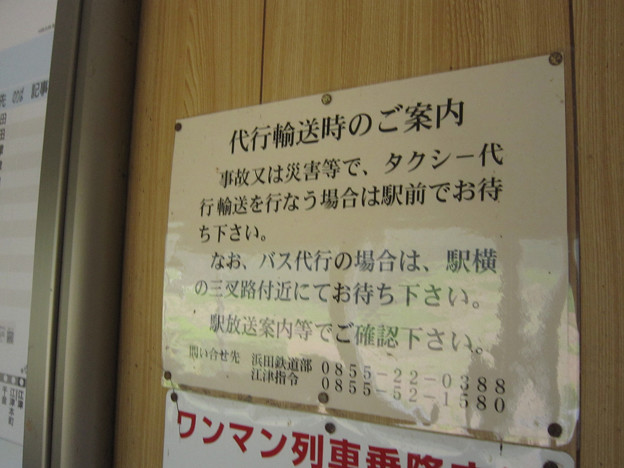 代行輸送時のご案内
事故又は災害等で、タクシー代
行輸送を行なう場合は駅前でお待
ち下さい。
なお、バス代行の場合は、駅横
の三叉路付近にてお待ち下さい。
駅放送案内等でご確認下さい。
問い合せ先 浜田鉄道部 0855-22-0388
江津指令 0855-52-1580
ワンマン列車乗降
記事